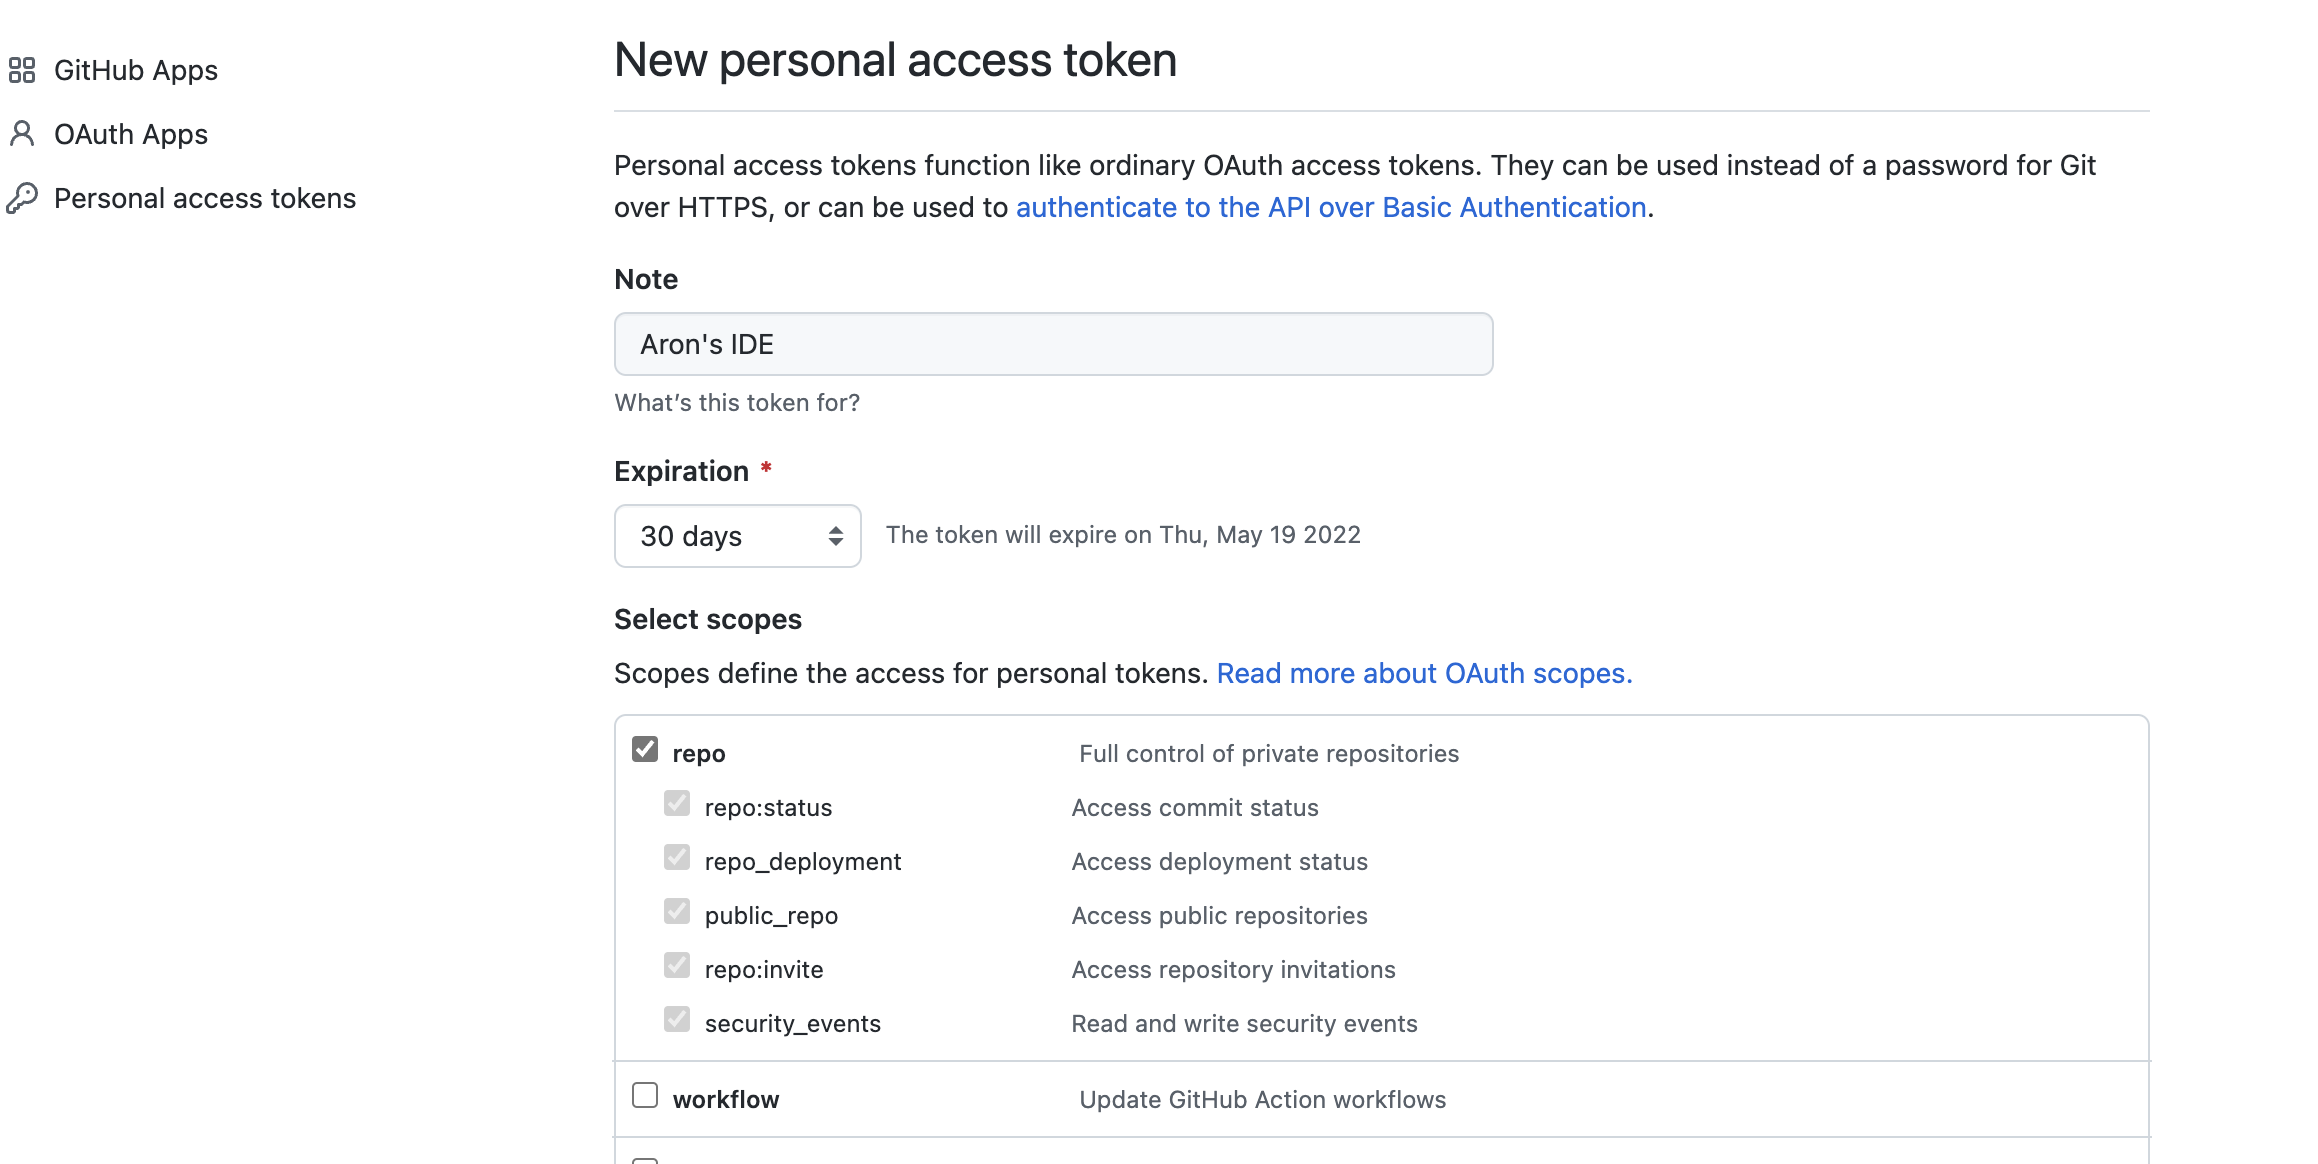 GitHub Apps
OAuth Apps
Personal access tokens
New personal access token
Personal access tokens function like ordinary OAuth access tokens. They can be used instead of a password for Git
over HTTPS, or can be used to authenticate to the API over Basic Authentication.
Note
Aron's IDE
What’s this token for?
Expiration *
30 days The token will expire on Thu, May 19 2022
Select scopes
Scopes define the access for personal tokens. Read more about OAuth scopes.
repo Full control of private repositories
repo:status Access commit status
repo_deployment Access deployment status
public_repo Access public repositories
repo:invite Access repository invitations
security_events Read and write security events
workflow Update GitHub Action workflows